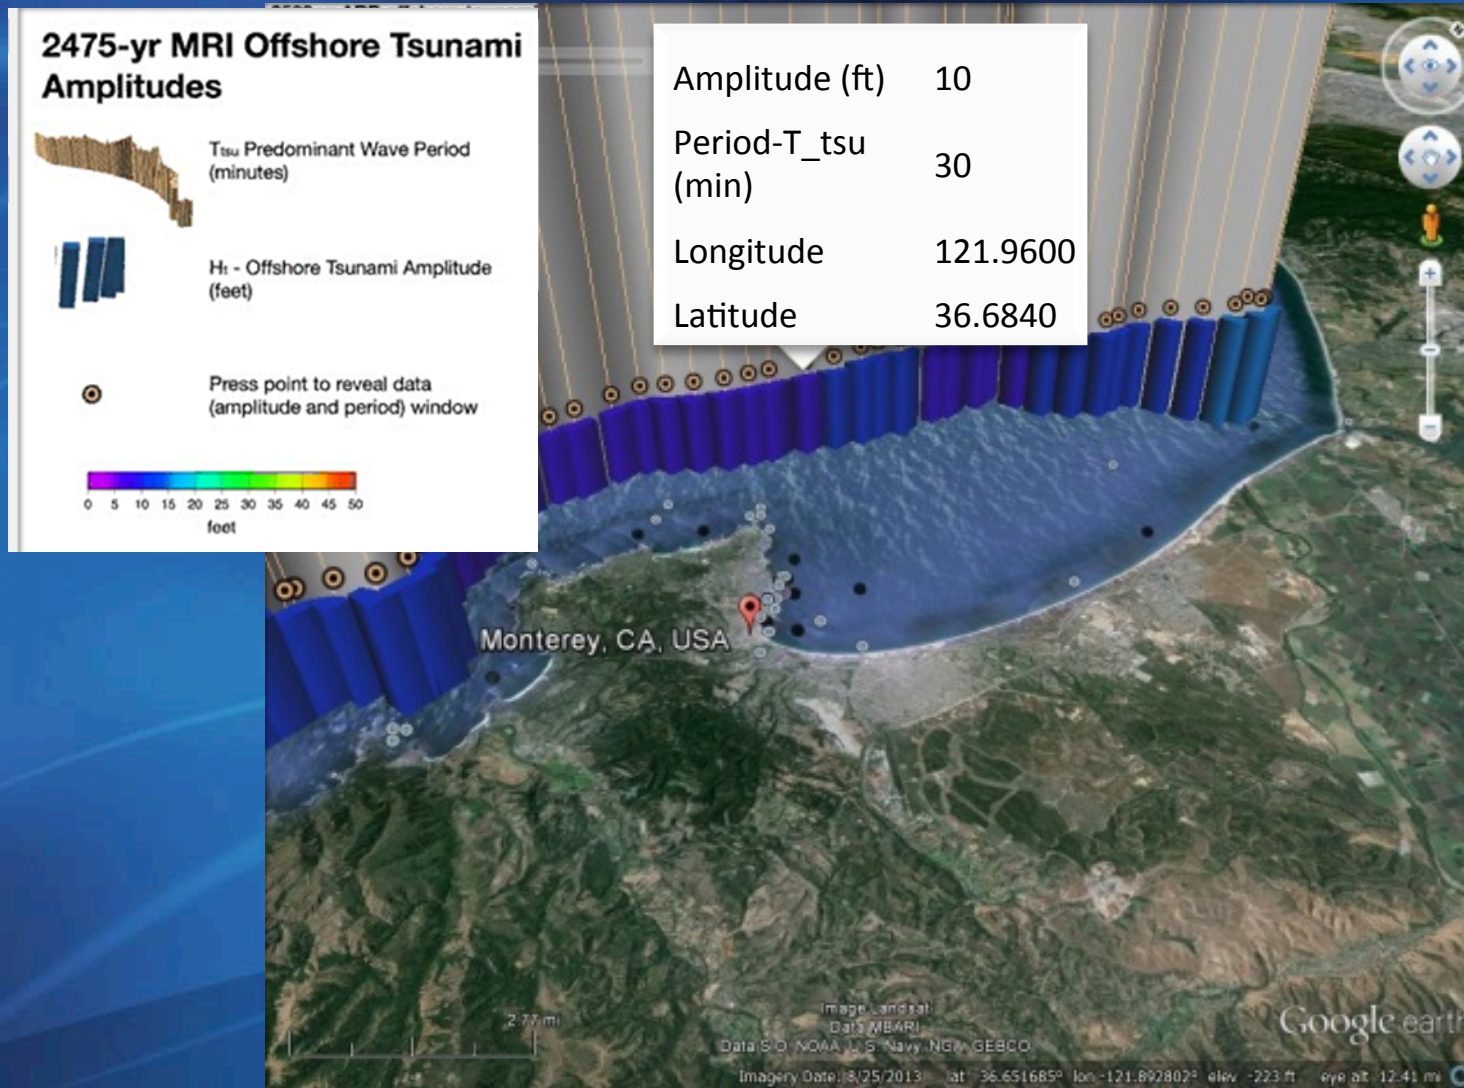 2475-yr MRI Offshore Tsunami
Amplitudes
Ttsu Predominant Wave Period
(minutes)
Ht - Offshore Tsunami Amplitude
(feet)
Press point to reveal data
(amplitude and period) window
0 5 10 15 20 25 30 35 40 45 50
feet
Amplitude (ft) 10
Period-T_tsu
(min) 30
Longitude 121.9600
Latitude 36.6840
Monterey, CA, USA
2.77 mi
Image Landsat
Data MBARI
Data SIO, NOAA, U.S. Navy, NGA, GEBCO
Google earth
Imagery Date: 8/25/2013 lat 36.651685° lon -121.892802° elev -223 ft eye alt 12.41 mi